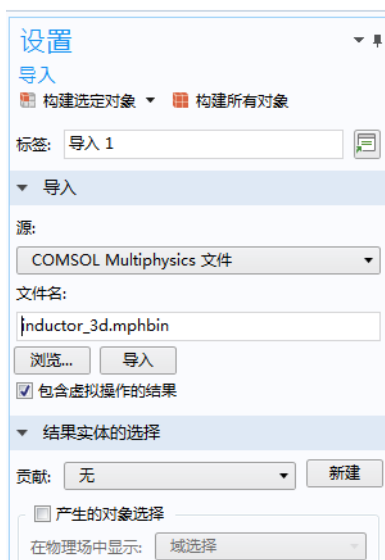 设置
导入
构建选定对象 构建所有对象
标签: 导入 1
导入
源:
COMSOL Multiphysics 文件
文件名:
inductor_3d.mphbin
浏览... 导入
包含虚拟操作的结果
结果实体的选择
贡献: 无 新建
产生的对象选择
在物理场中显示: 域选择